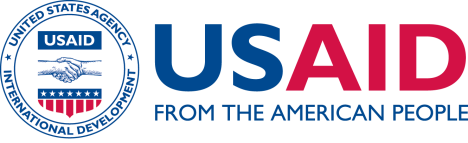 UNITED STATES AGENCY
USAID
INTERNATIONAL DEVELOPMENT
USAID
FROM THE AMERICAN PEOPLE